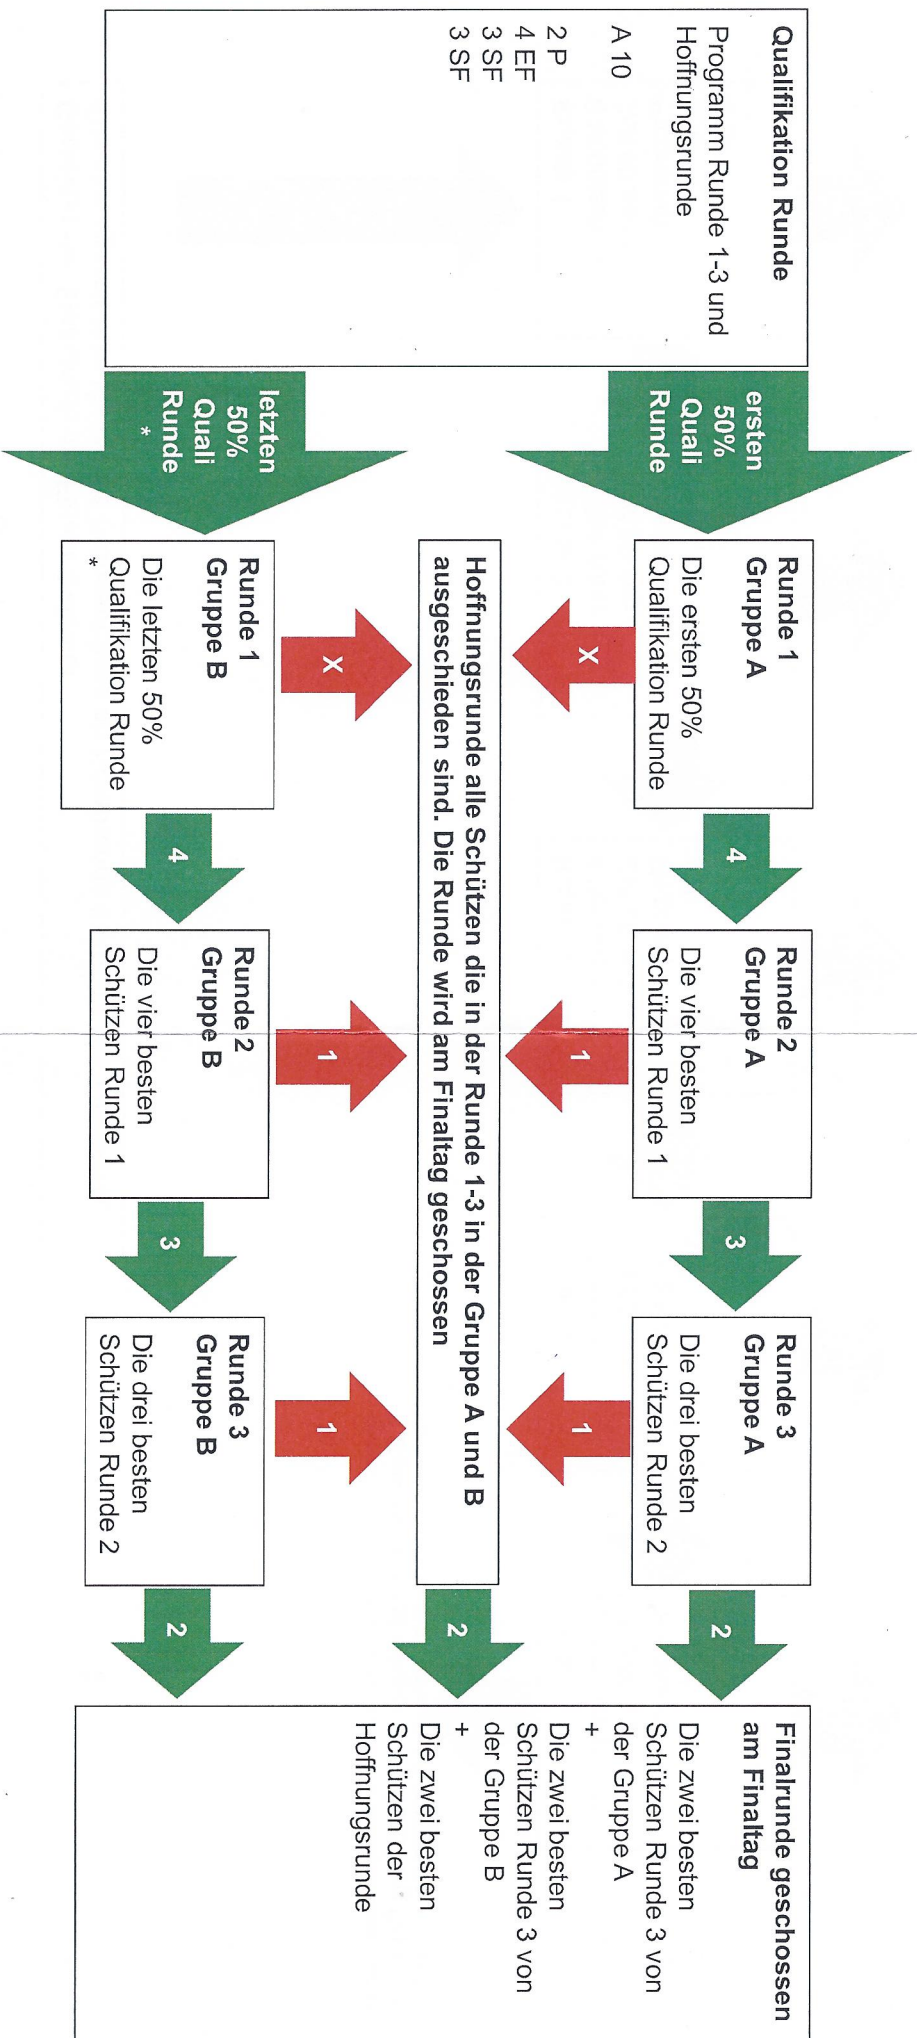 Qualifikation Runde
Programm Runde 1-3 und
Hoffnungsrunde
A 10
2 P
4 EF
3 SF
3 SF
ersten
50%
Quali
Runde
letzten
50%
Quali
Runde
*
Runde 1
Gruppe A
Die ersten 50%
Qualifikation Runde
4
Runde 2
Gruppe A
Die vier besten
Schützen Runde 1
3
Runde 3
Gruppe A
Die drei besten
Schützen Runde 2
2
X
1
1
Hoffnungsrunde alle Schützen die in der Runde 1-3 in der Gruppe A und B
ausgeschieden sind. Die Runde wird am Finaltag geschossen
2
X
1
1
Runde 1
Gruppe B
Die letzten 50%
Qualifikation Runde
*
4
Runde 2
Gruppe B
Die vier besten
Schützen Runde 1
3
Runde 3
Gruppe B
Die drei besten
Schützen Runde 2
2
Finalrunde geschossen
am Finaltag
Die zwei besten
Schützen Runde 3 von
der Gruppe A
+
Die zwei besten
Schützen Runde 3 von
der Gruppe B
+
Die zwei besten
Schützen der
Hoffnungsrunde